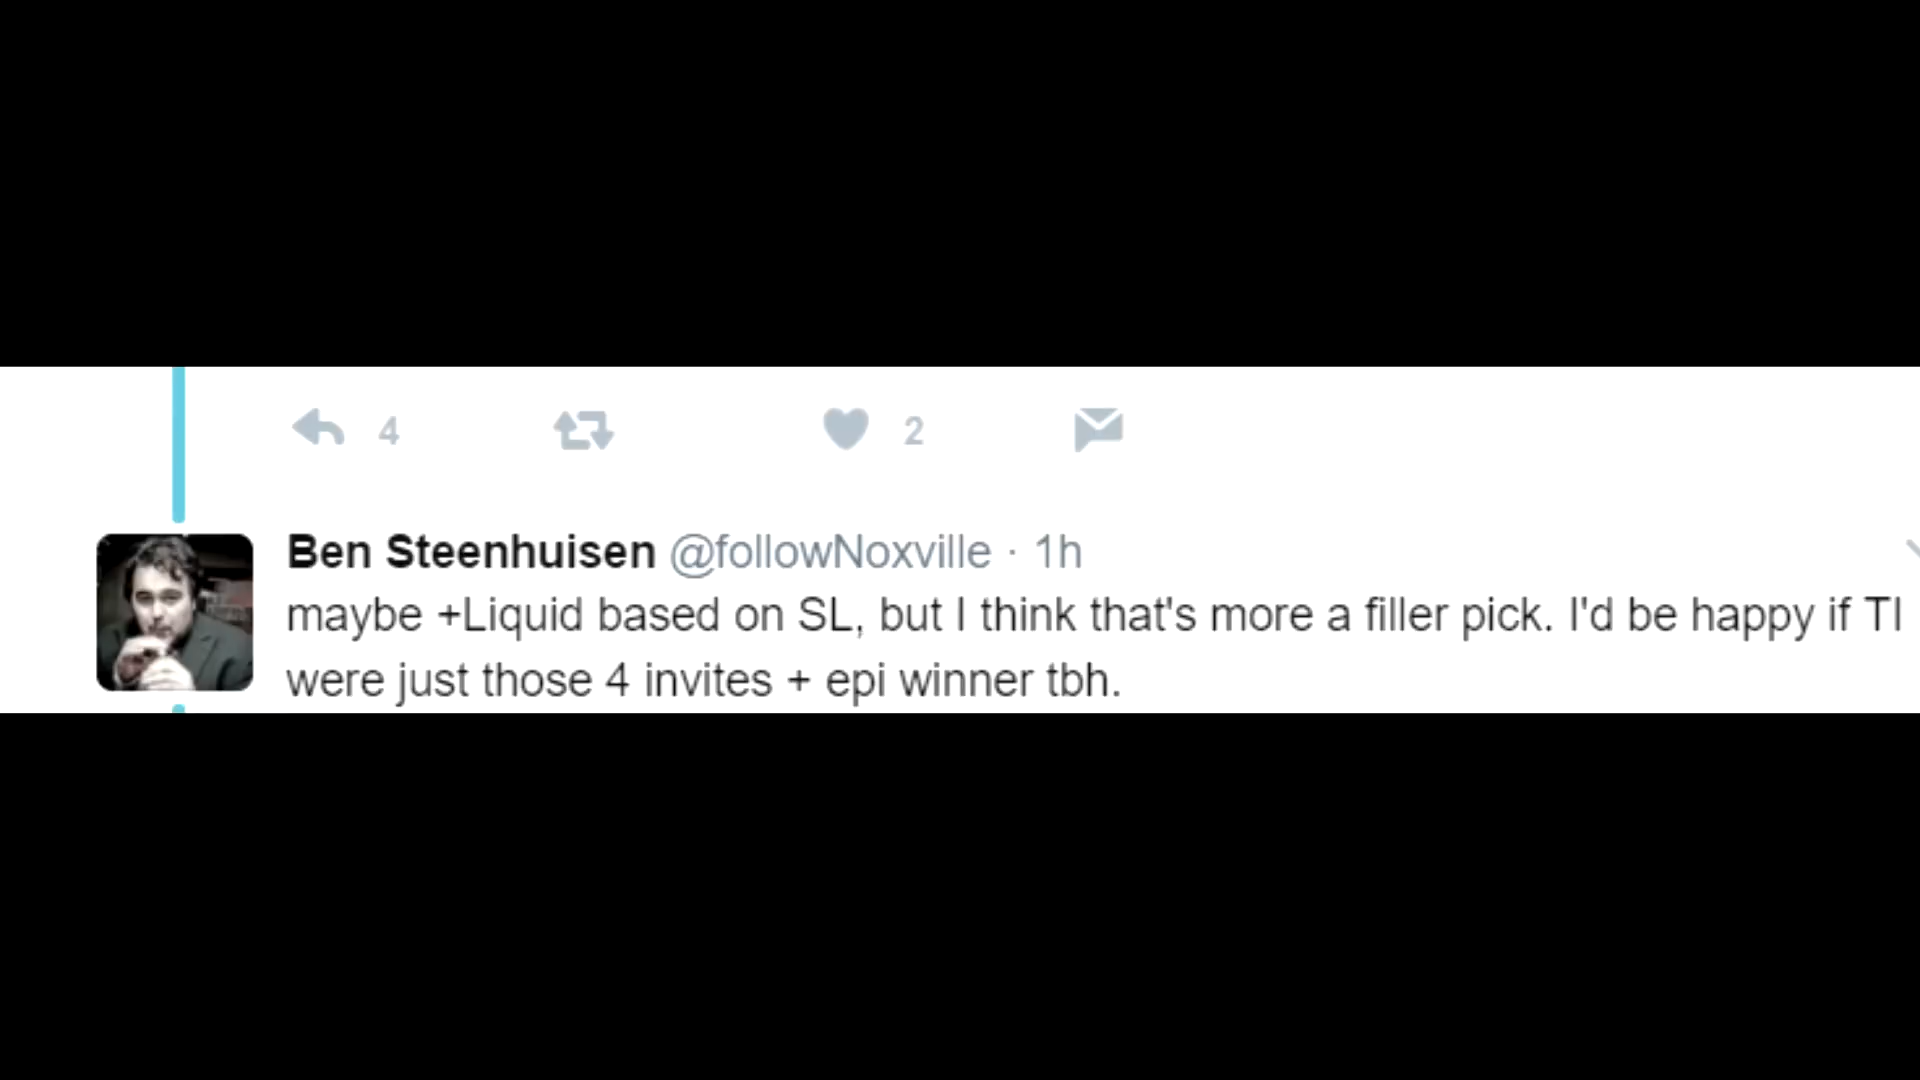 4 2
Ben Steenhuisen @followNoxville · 1h
maybe +Liquid based on SL, but I think that's more a filler pick. I'd be happy if TI
were just those 4 invites + epi winner tbh.